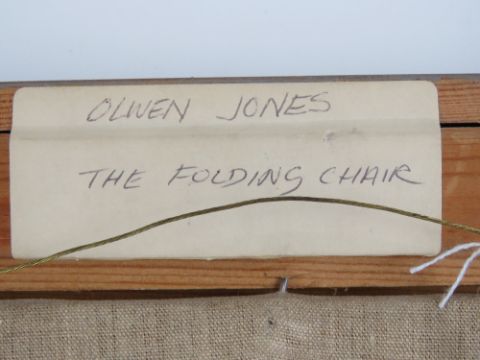 OLWEN JONES
THE FOLDING CHAIR